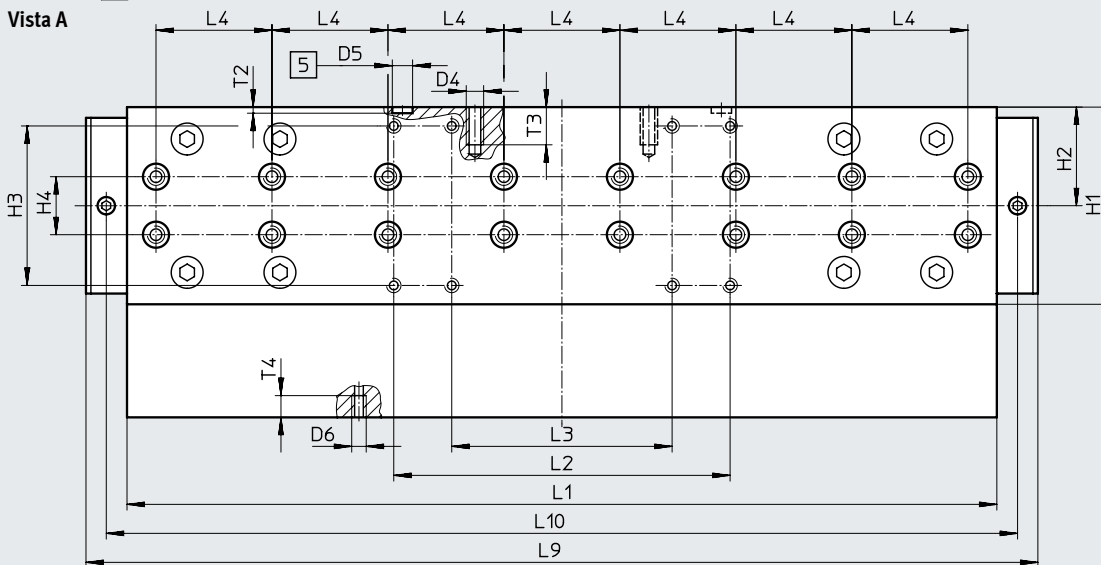 Vista A
L4 L4 L4 L4 L4 L4 L4
T2 5 D5 D4 T3
H3 H4 H2 H1
T4
D6 L3
L2
L1
L10
L9